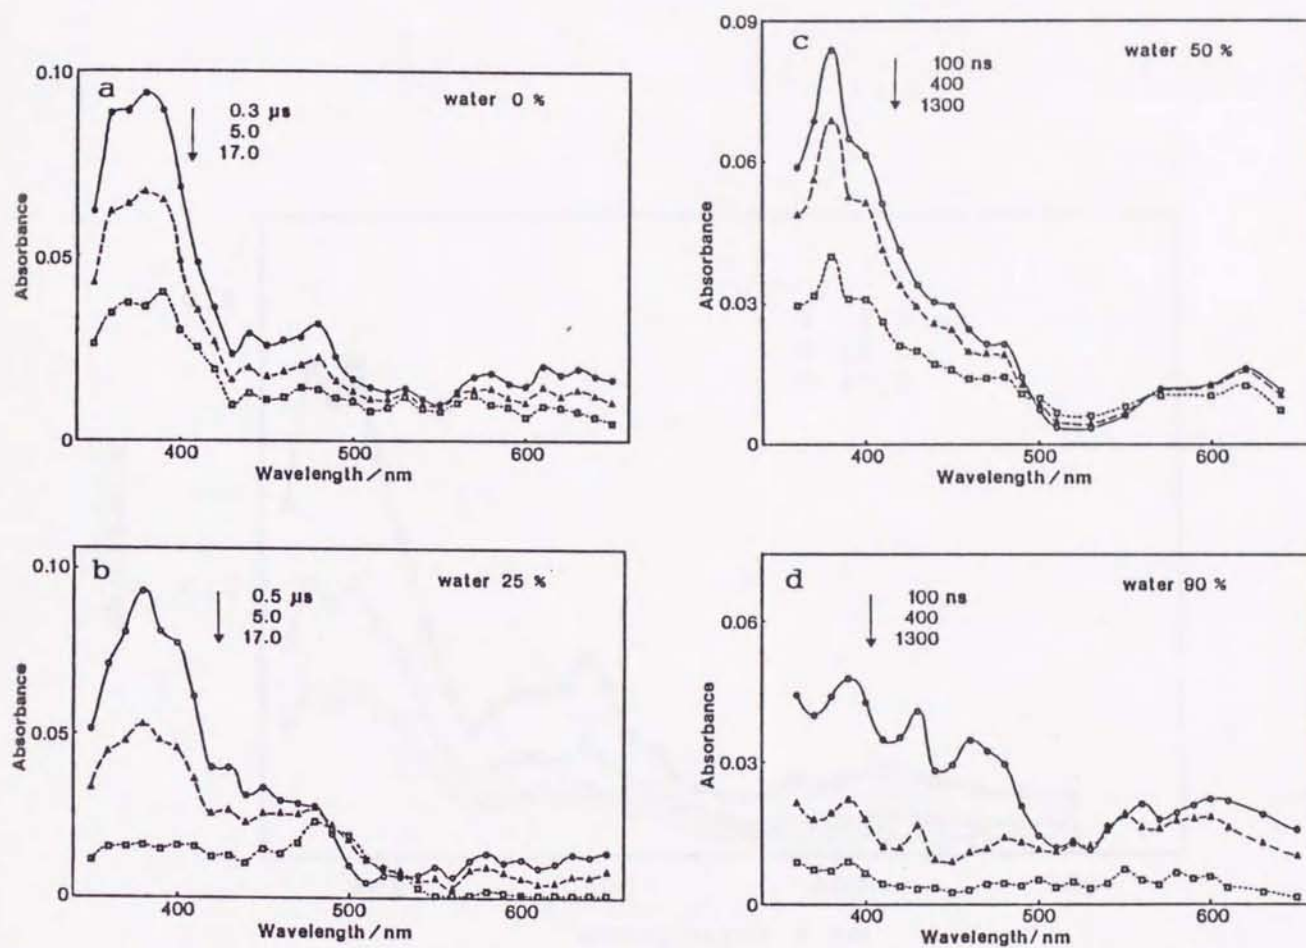 a
water 0 %
0.3 µs
5.0
17.0
0.10
0.05
0
Absorbance
400
500
600
Wavelength / nm
c
water 50 %
100 ns
400
1300
0.09
0.06
0.03
0
Absorbance
400
500
600
Wavelength / nm
b
water 25 %
0.5 µs
5.0
17.0
0.10
0.05
0
Absorbance
400
500
600
Wavelength / nm
d
water 90 %
100 ns
400
1300
0.06
0.03
0
Absorbance
400
500
600
Wavelength / nm